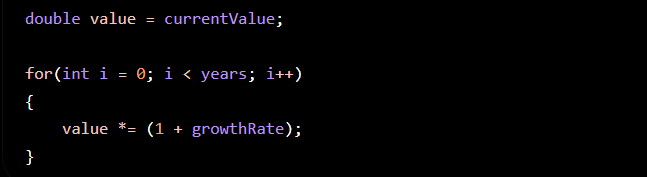 double value = currentValue;
for(int i = 0; i < years; i++)
{
value *= (1 + growthRate);
}